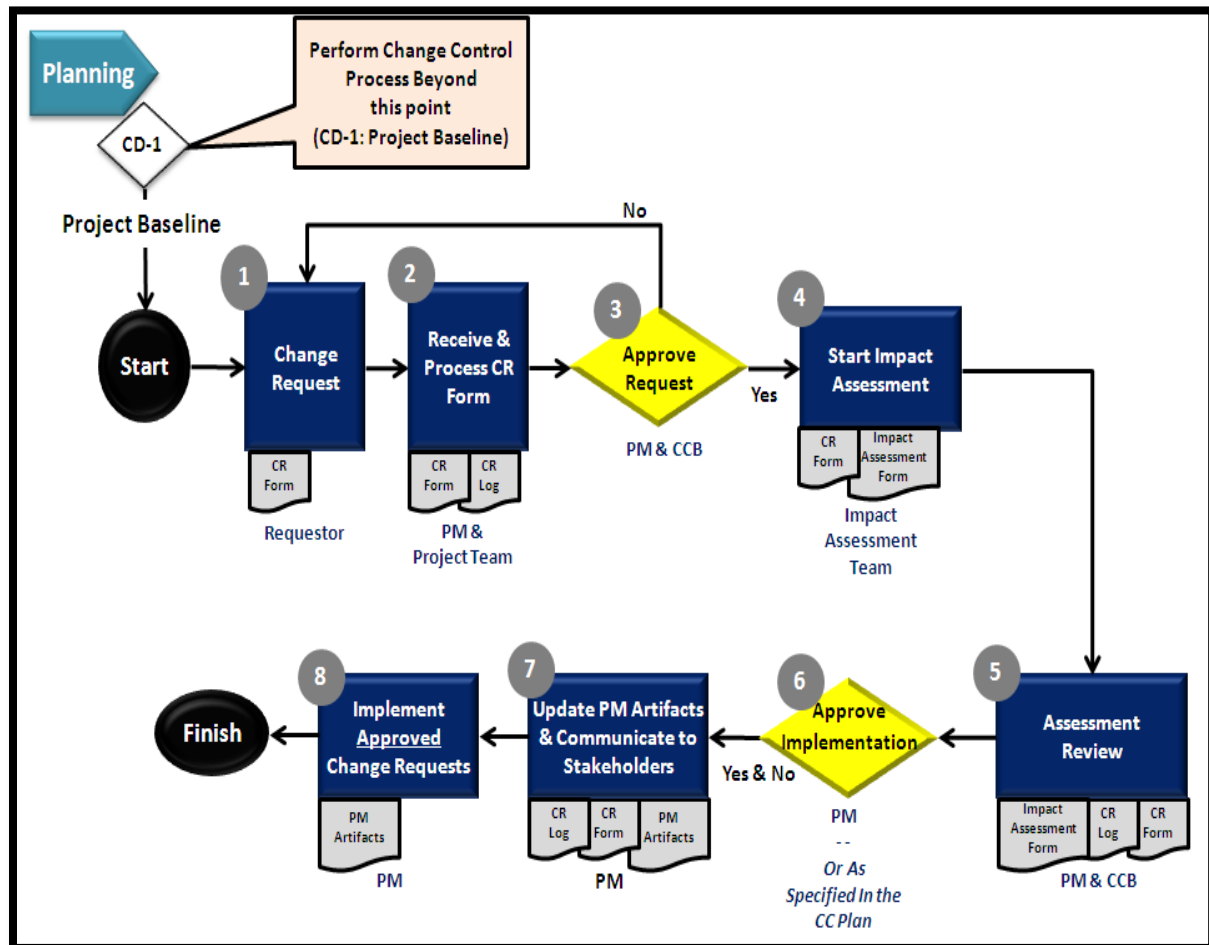 Planning
Perform Change Control
Process Beyond
this point
(CD-1: Project Baseline)
CD-1
Project Baseline
No
Start
1
Change
Request
CR
Form
Requestor
2
Receive &
Process CR
Form
CR
Form
CR
Log
PM &
Project Team
3
Approve
Request
PM & CCB
Yes
4
Start Impact
Assessment
CR
Form
Impact
Assessment
Form
Impact
Assessment
Team
5
Assessment
Review
Impact
Assessment
Form
CR
Log
CR
Form
PM & CCB
6
Approve
Implementation
Yes & No
PM
- -
Or As
Specified In the
CC Plan
7
Update PM Artifacts
& Communicate to
Stakeholders
CR
Log
CR
Form
PM
Artifacts
PM
8
Implement
Approved
Change Requests
PM
Artifacts
PM
Finish